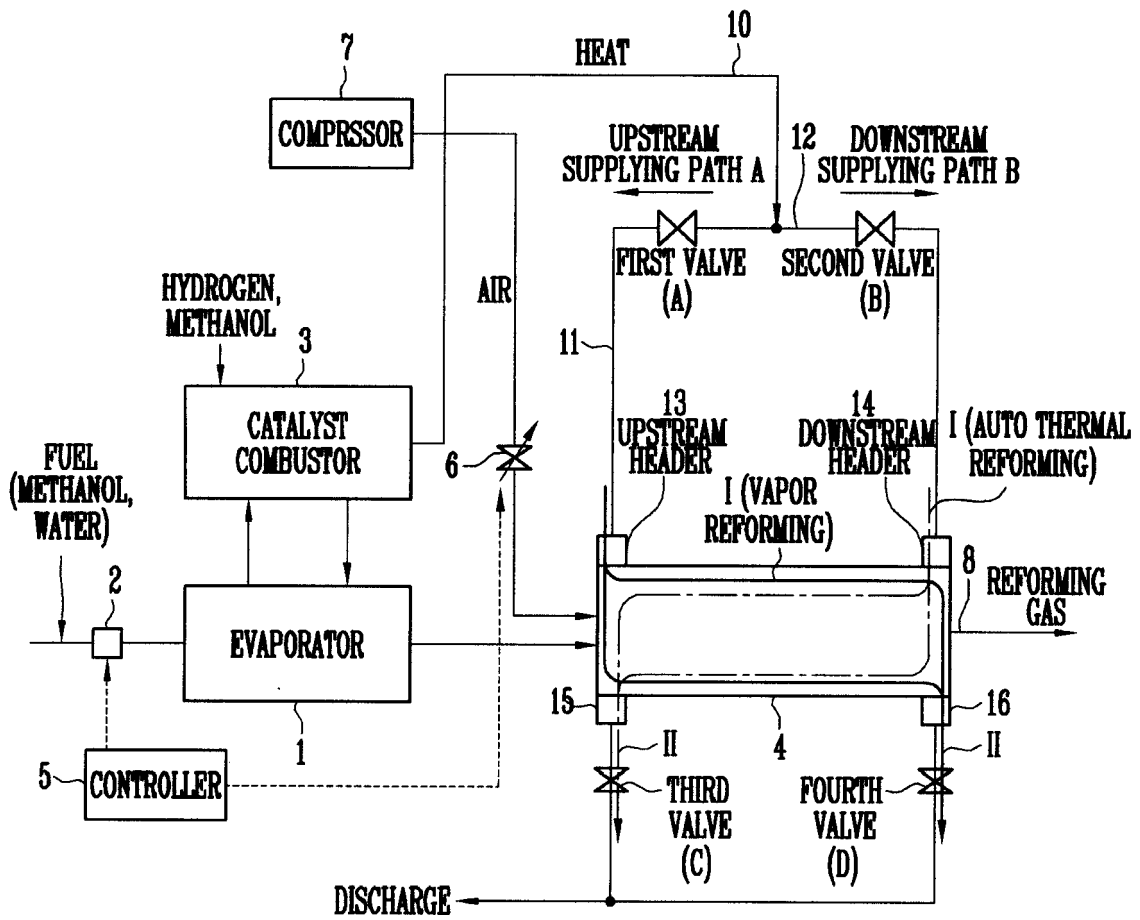 10
7
HEAT
COMPRSSOR
UPSTREAM
SUPPLYING PATH A
12
DOWNSTREAM
SUPPLYING PATH B
FIRST VALVE
(A)
SECOND VALVE
(B)
AIR
HYDROGEN,
METHANOL
3
11
CATALYST
COMBUSTOR
6
13
UPSTREAM
HEADER
14
DOWNSTREAM
HEADER
I (AUTO THERMAL
REFORMING)
FUEL
(METHANOL,
WATER)
I (VAPOR
REFORMING)
2
EVAPORATOR
8
REFORMING
GAS
1
15
4
16
II
II
5
CONTROLLER
THIRD
VALVE
(C)
FOURTH
VALVE
(D)
DISCHARGE